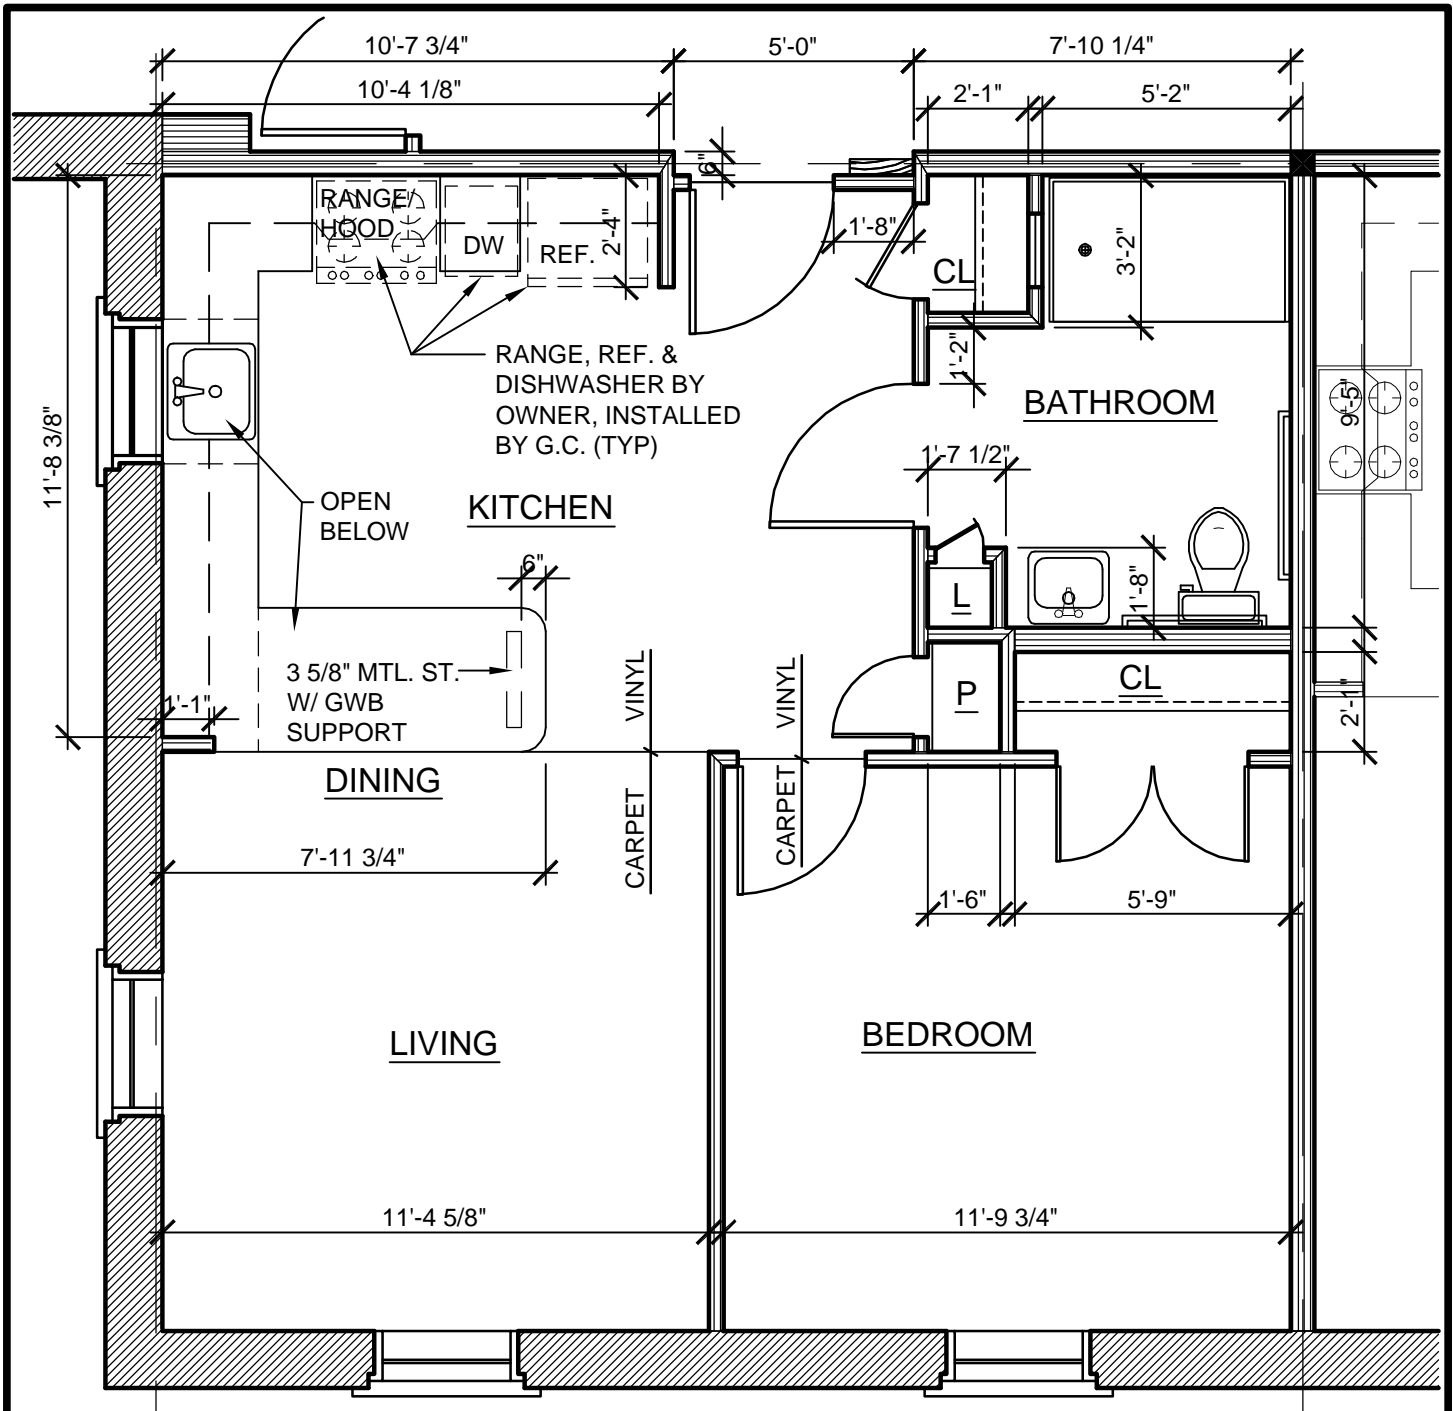 10'-7 3/4"
5'-0"
7'-10 1/4"
10'-4 1/8"
2'-1"
5'-2"
6"
RANGE/
HOOD
DW
REF.
2'-4"
1'-8"
CL
3'-2"
RANGE, REF. &
DISHWASHER BY
OWNER, INSTALLED
BY G.C. (TYP)
1'-2"
BATHROOM
9'-5"
11'-8 3/8"
1'-7 1/2"
OPEN
BELOW
KITCHEN
6"
L
1'-8"
3 5/8" MTL. ST.
W/ GWB
SUPPORT
1'-1"
VINYL
VINYL
P
CL
2'-1"
DINING
CARPET
CARPET
7'-11 3/4"
1'-6"
5'-9"
LIVING
BEDROOM
11'-4 5/8"
11'-9 3/4"